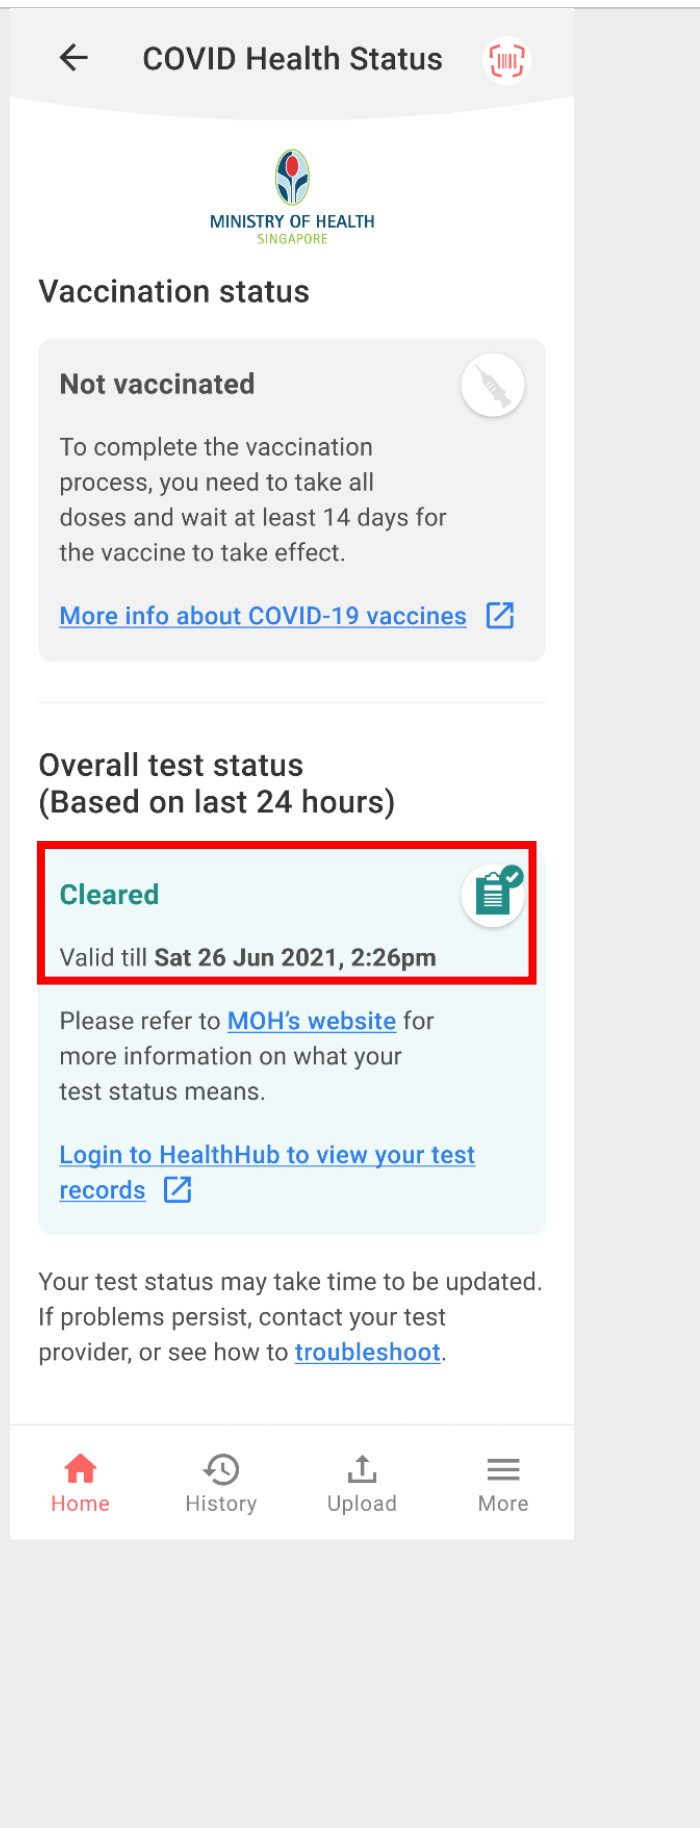 COVID Health Status
MINISTRY OF HEALTH
SINGAPORE
Vaccination status
Not vaccinated
To complete the vaccination
process, you need to take all
doses and wait at least 14 days for
the vaccine to take effect.
More info about COVID-19 vaccines
Overall test status
(Based on last 24 hours)
Cleared
Valid till Sat 26 Jun 2021, 2:26pm
Please refer to MOH's website for
more information on what your
test status means.
Login to HealthHub to view your test
records
Your test status may take time to be updated.
If problems persist, contact your test
provider, or see how to troubleshoot.
Home History Upload More